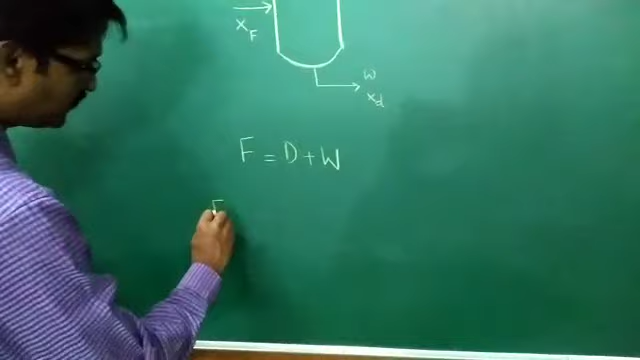 x_F
W
x_d
F = D + W
F